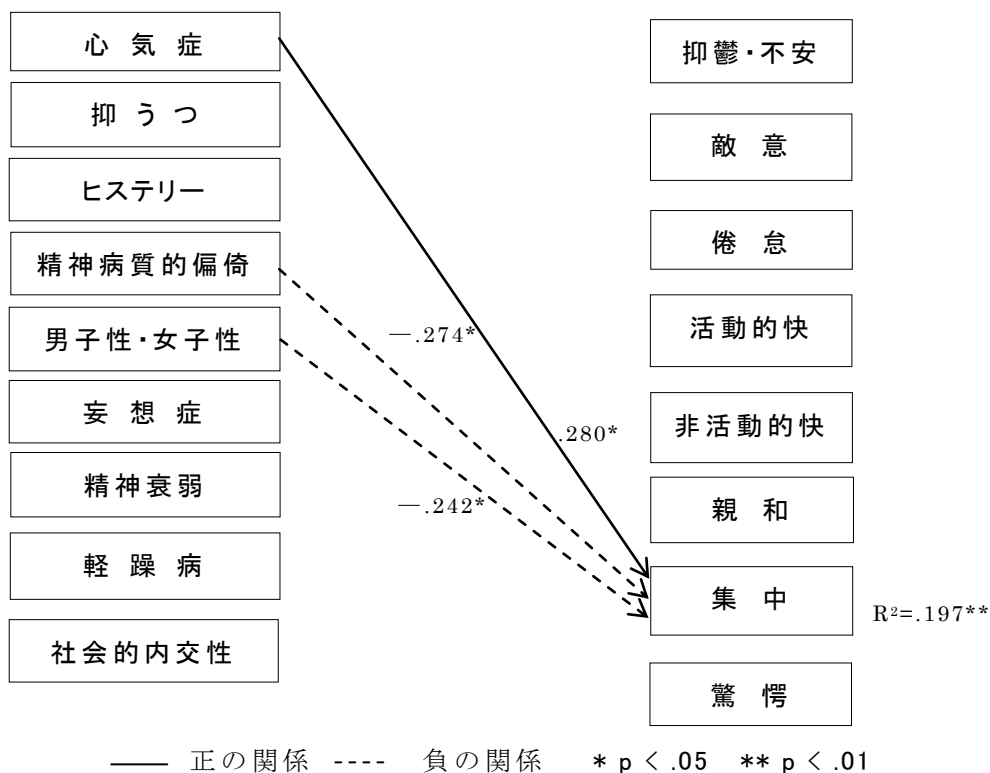 心気症
抑うつ
ヒステリー
精神病質的偏倚
男子性・女子性
妄想症
精神衰弱
軽躁病
社会的内交性
―.274*
.280*
―.242*
抑鬱・不安
敵意
倦怠
活動的快
非活動的快
親和
集中
驚愕
R²=.197**
正の関係 ---- 負の関係 * p < .05 ** p < .01